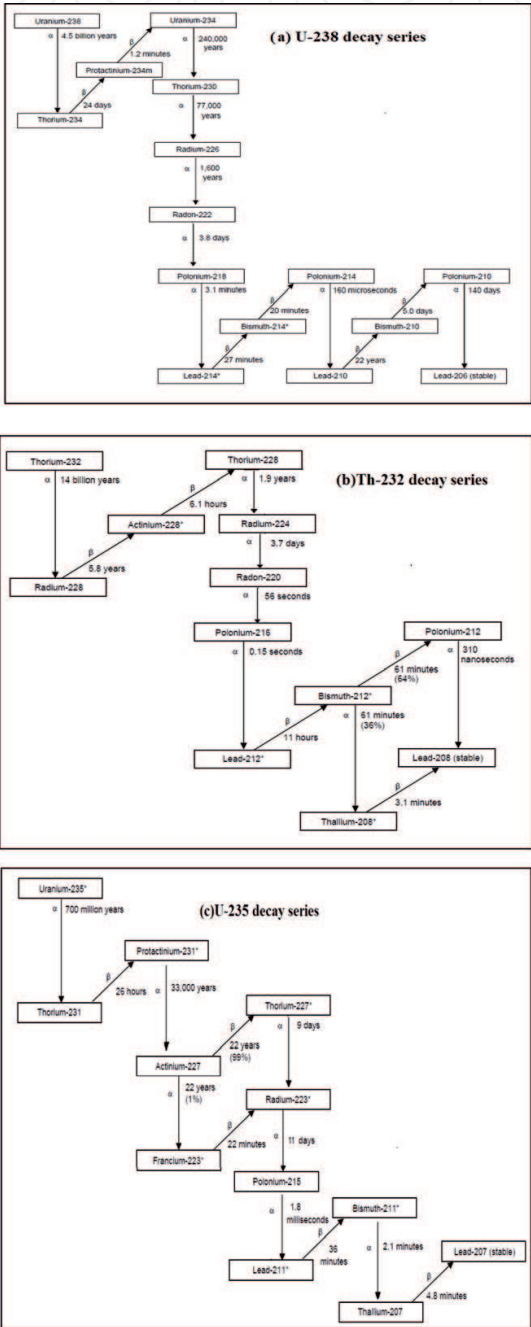 (a) U-238 decay series
Uranium-238
Uranium-234
α 4.5 billion years
β
1.2 minutes
α 240,000
years
Protactinium-234m
Thorium-230
β
24 days
Thorium-234
α 77,000
years
Radium-226
α 1,600
years
Radon-222
α 3.8 days
Polonium-218
Polonium-214
Polonium-210
α 3.1 minutes
β
20 minutes
α 160 microseconds
β
5.0 days
α 140 days
Bismuth-214*
Bismuth-210
β
27 minutes
β
22 years
Lead-214*
Lead-210
Lead-206 (stable)
(b)Th-232 decay series
Thorium-232
Thorium-228
α 14 billion years
β
6.1 hours
α 1.9 years
Actinium-228*
Radium-224
β
5.8 years
α 3.7 days
Radium-228
Radon-220
α 56 seconds
Polonium-216
Polonium-212
α 0.15 seconds
β
61 minutes
(64%)
α 310
nanoseconds
Bismuth-212*
β
11 hours
α 61 minutes
(36%)
Lead-212*
Lead-208 (stable)
β
3.1 minutes
Thallium-208*
(c)U-235 decay series
Uranium-235*
α 700 million years
Protactinium-231*
β
26 hours
α 33,000 years
Thorium-231
Thorium-227*
β
22 years
(99%)
α 9 days
Actinium-227
α 22 years
(1%)
Radium-223*
β
22 minutes
α 11 days
Francium-223*
Polonium-215
α 1.8
milliseconds
Bismuth-211*
β
36
minutes
α 2.1 minutes
Lead-207 (stable)
Lead-211*
β
4.8 minutes
Thallium-207